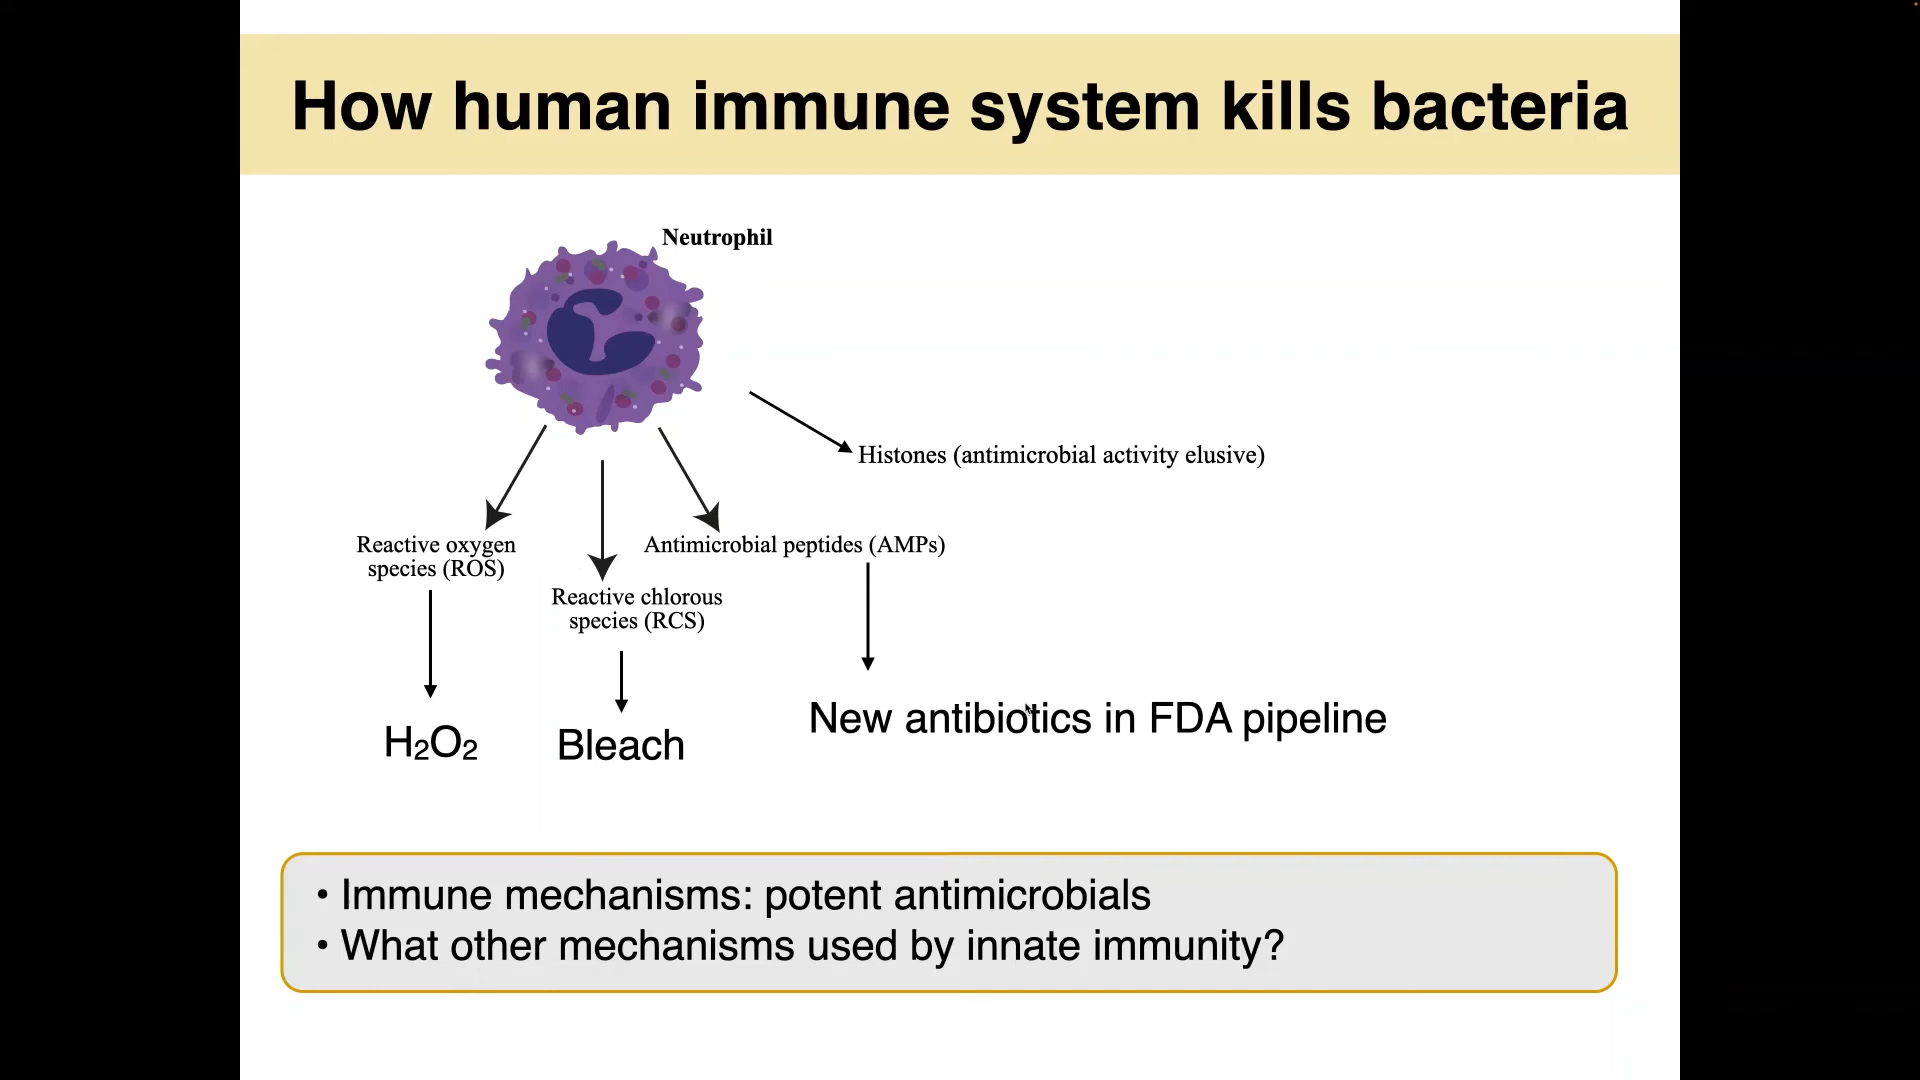 How human immune system kills bacteria
Neutrophil
Histones (antimicrobial activity elusive)
Reactive oxygen
species (ROS)
Antimicrobial peptides (AMPs)
Reactive chlorous
species (RCS)
H₂O₂
Bleach
New antibiotics in FDA pipeline
• Immune mechanisms: potent antimicrobials
• What other mechanisms used by innate immunity?